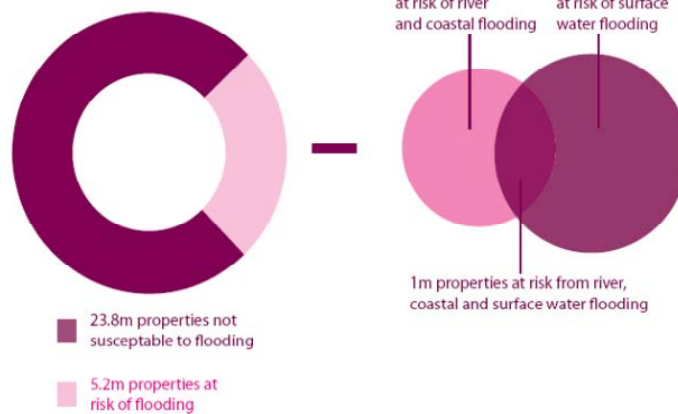 at risk of river
and coastal flooding
at risk of surface
water flooding
1m properties at risk from river,
coastal and surface water flooding
23.8m properties not
susceptable to flooding
5.2m properties at
risk of flooding